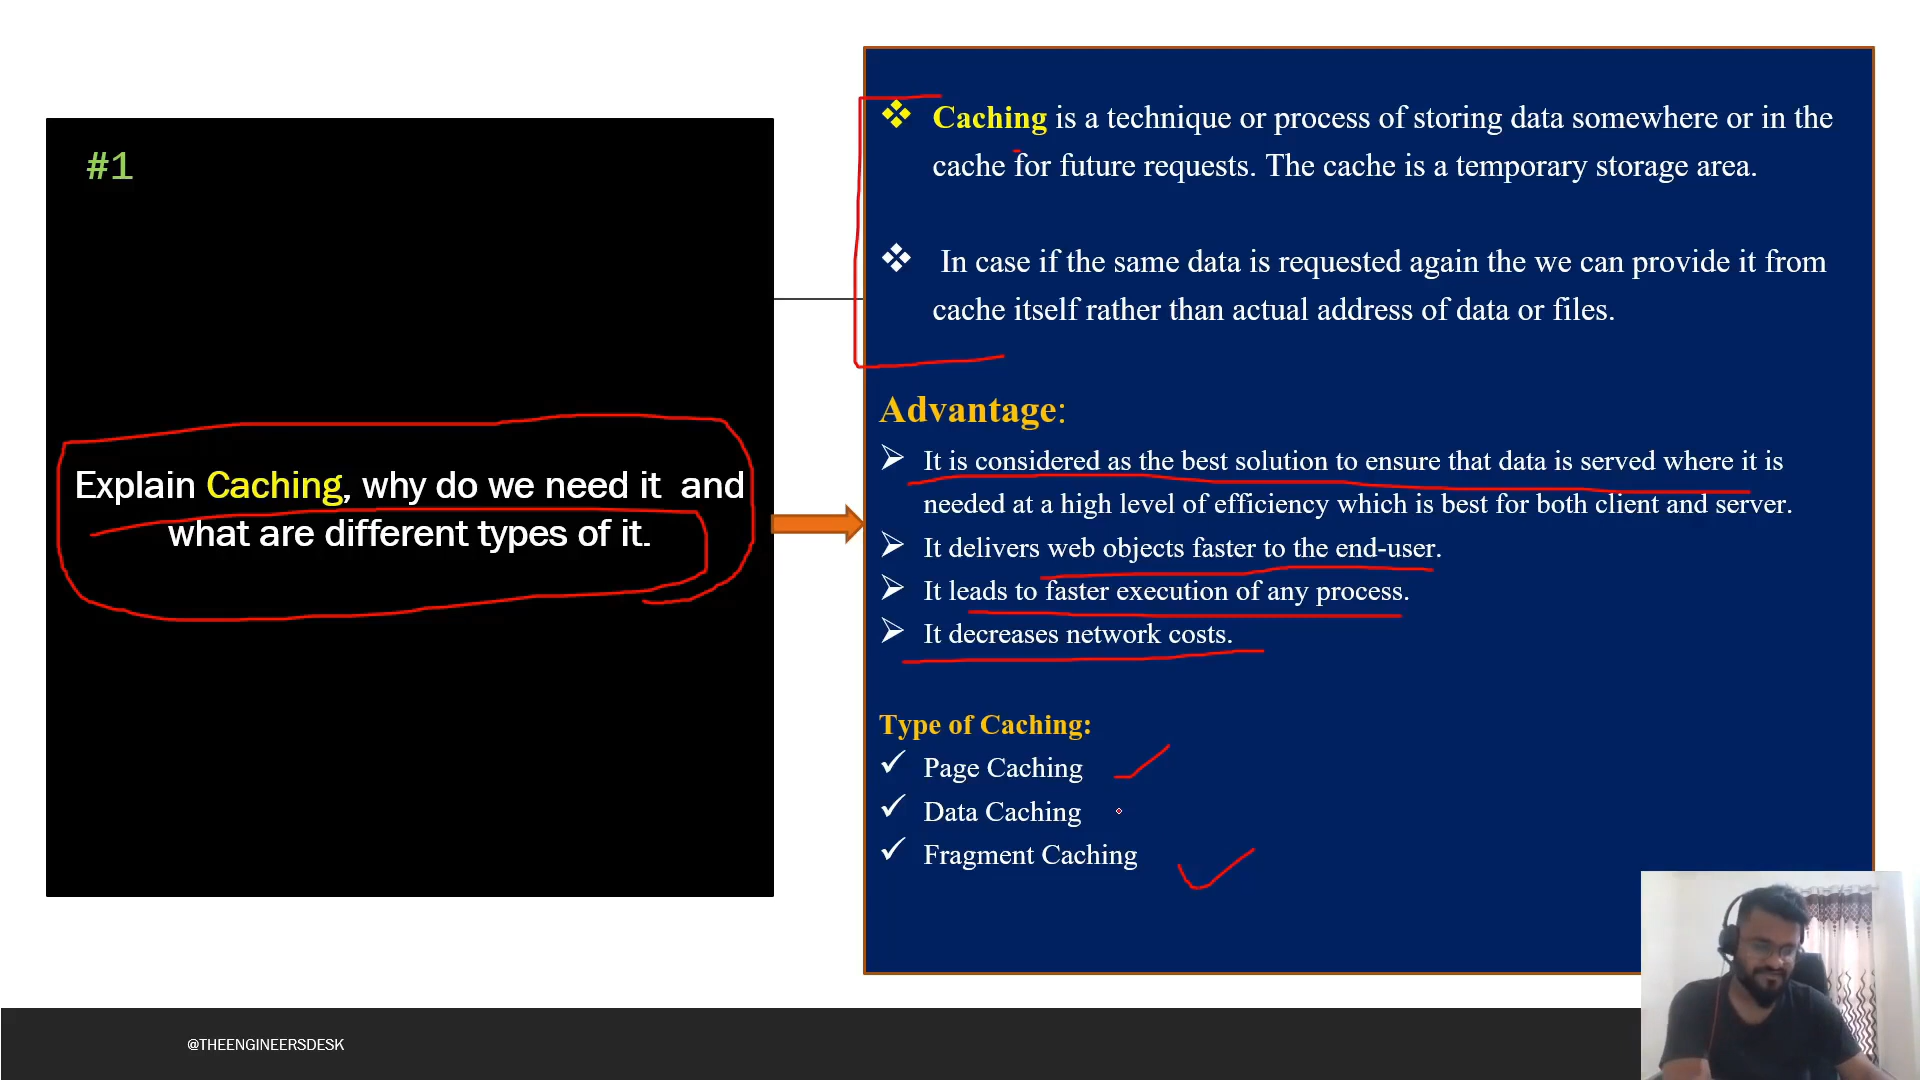 #1
Explain Caching, why do we need it and
what are different types of it.
Caching is a technique or process of storing data somewhere or in the
cache for future requests. The cache is a temporary storage area.
In case if the same data is requested again the we can provide it from
cache itself rather than actual address of data or files.
Advantage:
It is considered as the best solution to ensure that data is served where it is
needed at a high level of efficiency which is best for both client and server.
It delivers web objects faster to the end-user.
It leads to faster execution of any process.
It decreases network costs.
Type of Caching:
Page Caching
Data Caching
Fragment Caching
@THEENGINEERSDESK